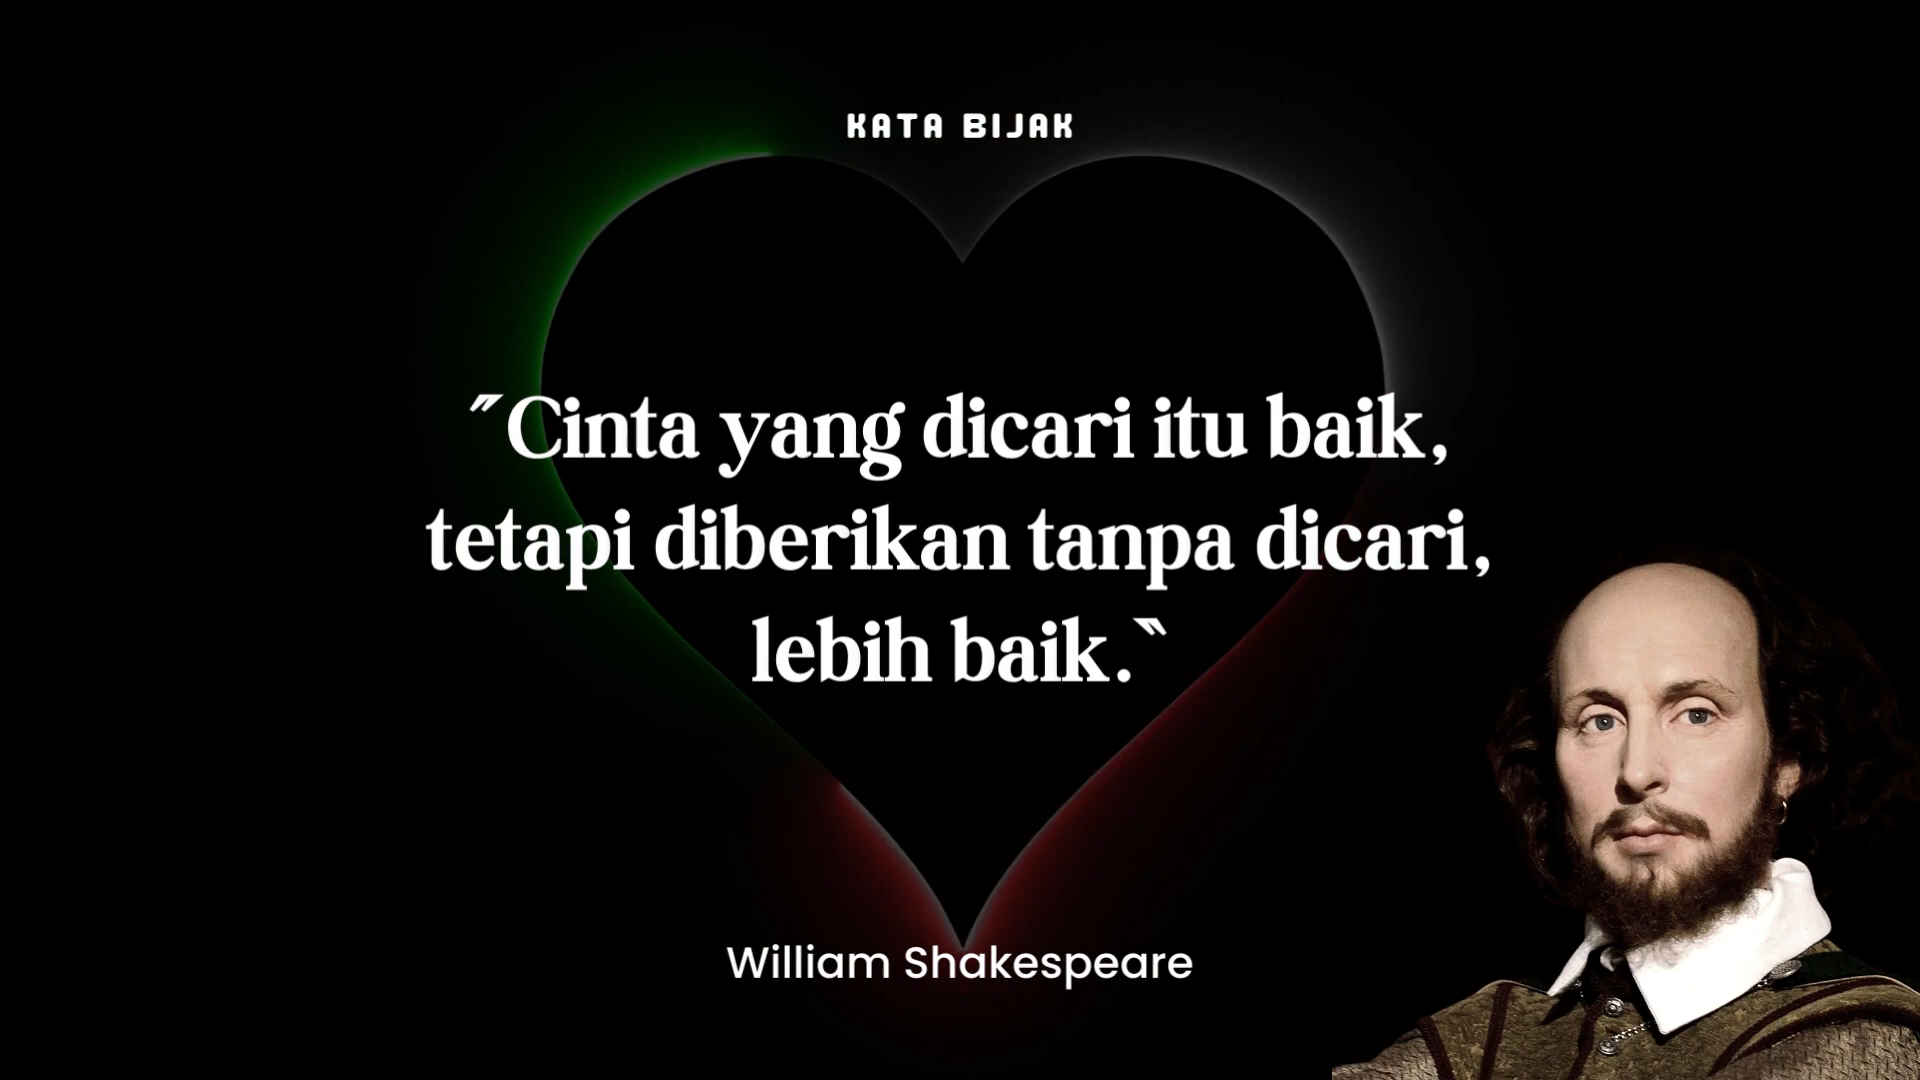 KATA BIJAK
"Cinta yang dicari itu baik,
tetapi diberikan tanpa dicari,
lebih baik."
William Shakespeare